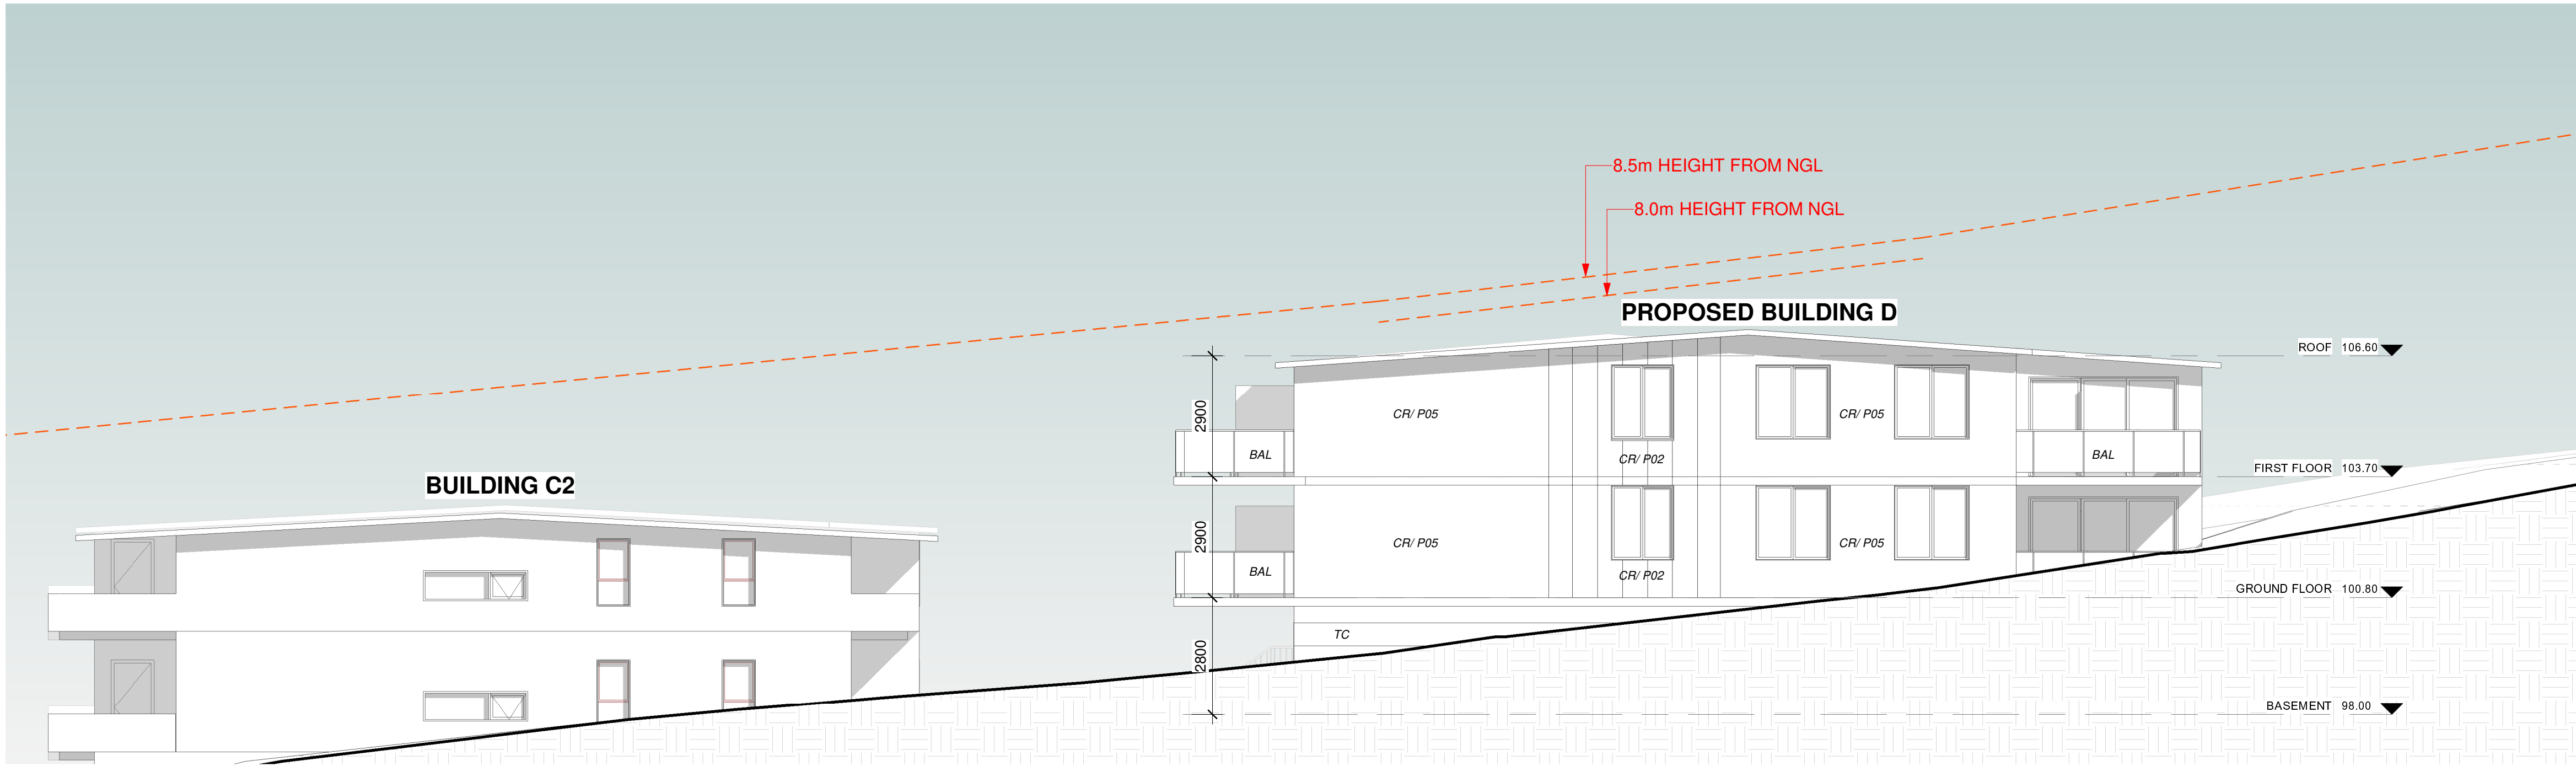 8.5m HEIGHT FROM NGL
8.0m HEIGHT FROM NGL
PROPOSED BUILDING D
ROOF 106.60
2900
CR/ P05
CR/ P05
BAL
CR/ P02
BAL
FIRST FLOOR 103.70
BUILDING C2
2900
CR/ P05
CR/ P05
BAL
CR/ P02
GROUND FLOOR 100.80
TC
2800
BASEMENT 98.00